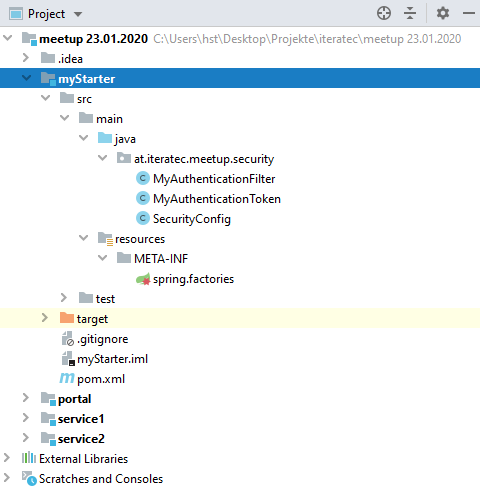 Project
meetup 23.01.2020 C:\Users\hst\Desktop\Projekte\iteratec\meetup 23.01.2020
.idea
myStarter
src
main
java
at.iteratec.meetup.security
MyAuthenticationFilter
MyAuthenticationToken
SecurityConfig
resources
META-INF
spring.factories
test
target
.gitignore
myStarter.iml
pom.xml
portal
service1
service2
External Libraries
Scratches and Consoles